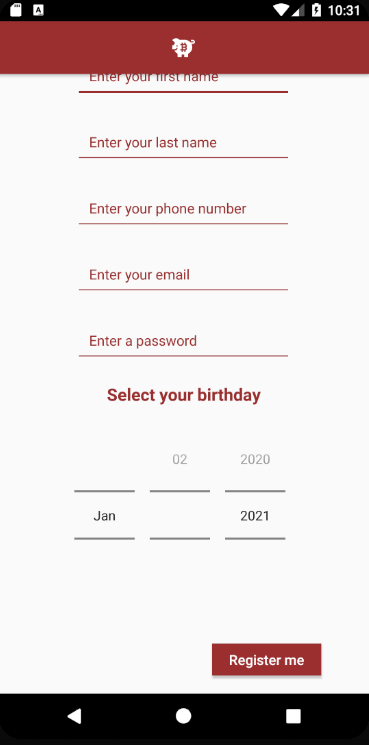 10:31
Enter your first name
Enter your last name
Enter your phone number
Enter your email
Enter a password
Select your birthday
02 2020
Jan 2021
Register me